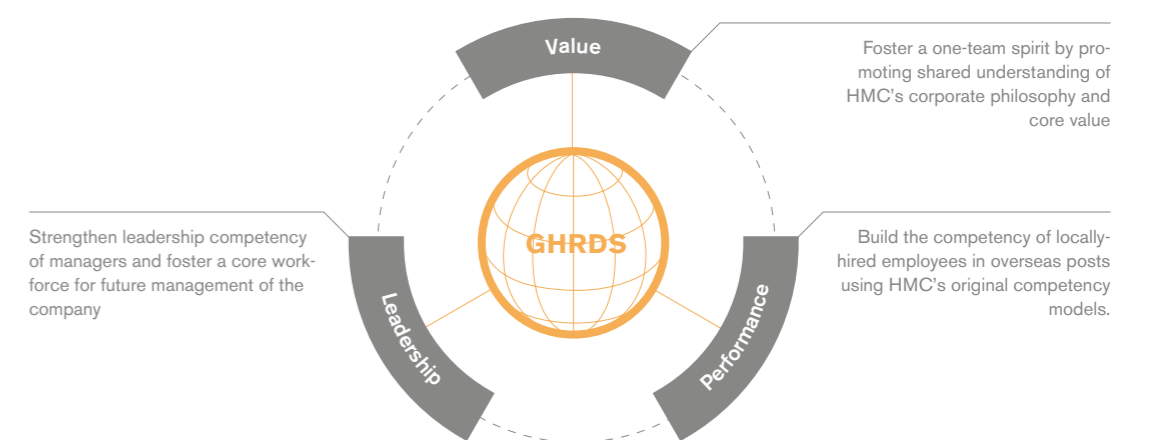 Value
Foster a one-team spirit by pro-
moting shared understanding of
HMC's corporate philosophy and
core value
GHRDS
Strengthen leadership competency
of managers and foster a core work-
force for future management of the
company
Leadership
Build the competency of locally-
hired employees in overseas posts
using HMC's original competency
models.
Performance